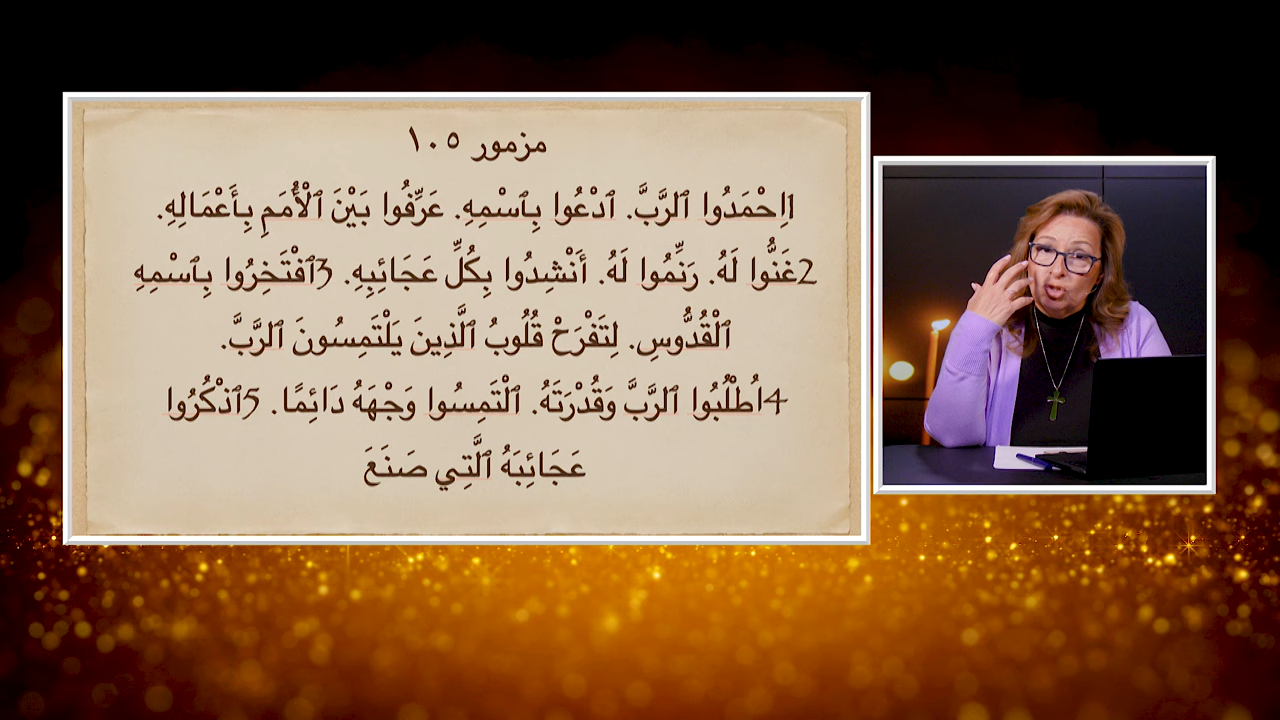 مزمور ١٠٥
1اِحْمَدُوا ٱلرَّبَّ. ٱدْعُوا بِٱسْمِهِ. عَرِّفُوا بَيْنَ ٱلْأُمَمِ بِأَعْمَالِهِ.
2غَنُّوا لَهُ. رَنِّمُوا لَهُ. أَنْشِدُوا بِكُلِّ عَجَائِبِهِ. 3ٱفْتَخِرُوا بِٱسْمِهِ
ٱلْقُدُّوسِ. لِتَفْرَحْ قُلُوبُ ٱلَّذِينَ يَلْتَمِسُونَ ٱلرَّبَّ.
4اُطْلُبُوا ٱلرَّبَّ وَقُدْرَتَهُ. ٱلْتَمِسُوا وَجْهَهُ دَائِمًا. 5ٱذْكُرُوا
عَجَائِبَهُ ٱلَّتِي صَنَعَ